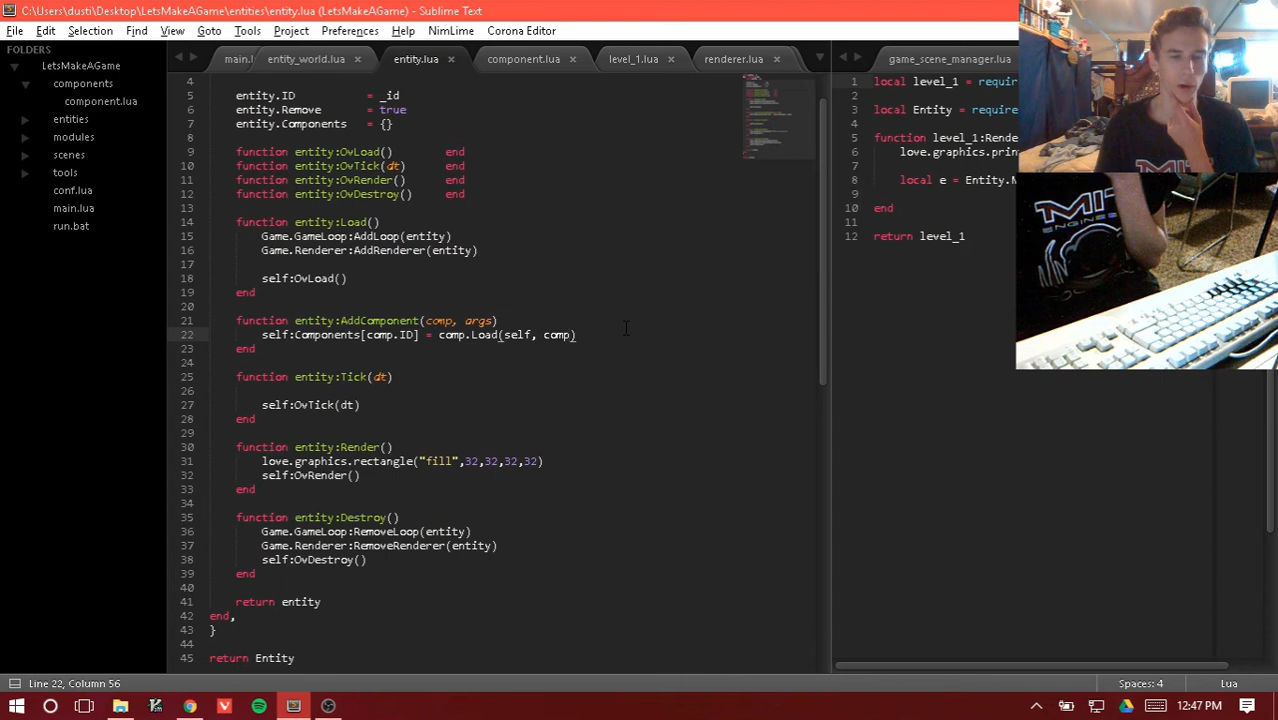 C:\Users\dusti\Desktop\LetsMakeAGame\entities\entity.lua (LetsMakeAGame) - Sublime Text
File Edit Selection Find View Goto Tools Project Preferences Help NimLime Corona Editor
FOLDERS
LetsMakeAGame
components
component.lua
entities
modules
scenes
tools
conf.lua
main.lua
run.bat
main.l entity_world.lua entity.lua component.lua level_1.lua renderer.lua
4
5 entity.ID = _id
6 entity.Remove = true
7 entity.Components = {}
8
9 function entity:OvLoad() end
10 function entity:OvTick(dt) end
11 function entity:OvRender() end
12 function entity:OvDestroy() end
13
14 function entity:Load()
15 Game.GameLoop:AddLoop(entity)
16 Game.Renderer:AddRenderer(entity)
17
18 self:OvLoad()
19 end
20
21 function entity:AddComponent(comp, args)
22 self:Components[comp.ID] = comp.Load(self, comp)
23 end
24
25 function entity:Tick(dt)
26
27 self:OvTick(dt)
28 end
29
30 function entity:Render()
31 love.graphics.rectangle("fill",32,32,32,32)
32 self:OvRender()
33 end
34
35 function entity:Destroy()
36 Game.GameLoop:RemoveLoop(entity)
37 Game.Renderer:RemoveRenderer(entity)
38 self:OvDestroy()
39 end
40
41 return entity
42 end,
43 }
44
45 return Entity
game_scene_manager.lua
1 local level_1 = requir
2
3 local Entity = require
4
5 function level_1:Rende
6 love.graphics.prin
7
8 local e = Entity.
9
10 end
11
12 return level_1
MIT
MIT
ENGINEER
Line 22, Column 56 Spaces: 4 Lua
12:47 PM